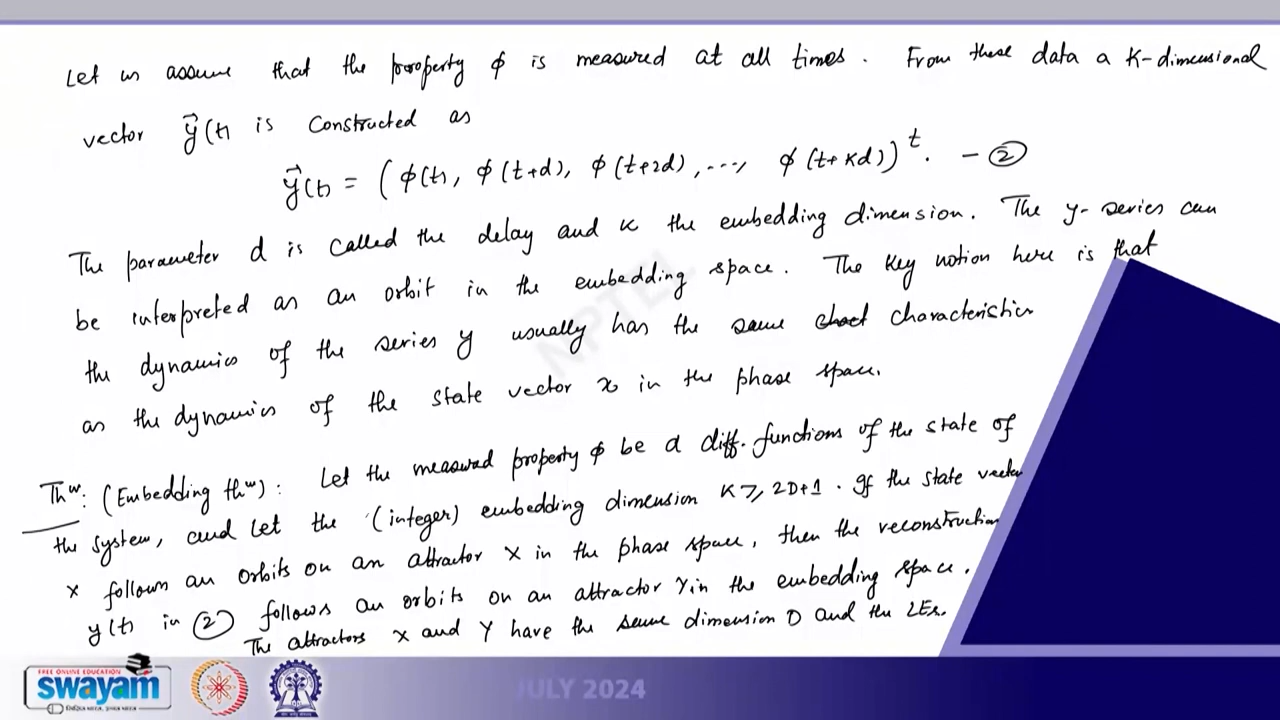 Let us assume that the property ϕ is measured at all times. From these data a K-dimensional
vector y⃗(t) is constructed as
y⃗(t) = (ϕ(t), ϕ(t+d), ϕ(t+2d), ..., ϕ(t+Kd))ᵗ. - ②
The parameter d is called the delay and K the embedding dimension. The y-series can
be interpreted as an orbit in the embedding space. The key notion here is that
the dynamics of the series y usually has the same characteristics
as the dynamics of the state vector x in the phase space.
Thᵐ: (Embedding thᵐ): Let the measured property ϕ be a diff. functions of the state of
the system, and let the (integer) embedding dimension K ≥ 2D+1. If the state vector
x follows an orbits on an attractor X in the phase space, then the reconstruction
y(t) in ② follows an orbits on an attractor Y in the embedding space.
The attractors X and Y have the same dimension D and the LEs.
NPTEL
FREE ONLINE EDUCATION
swayam
JULY 2024